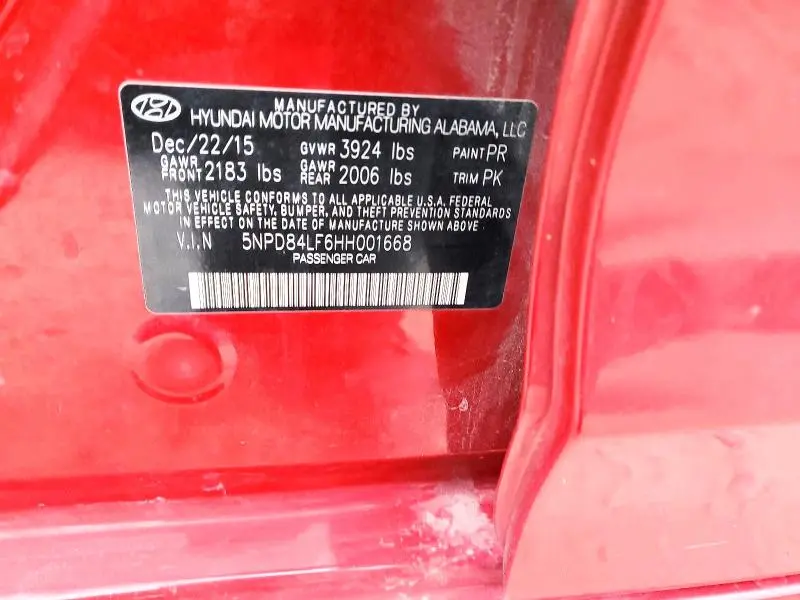 MANUFACTURED BY
HYUNDAI MOTOR MANUFACTURING ALABAMA, LLC
Dec/22/15 GVWR 3924 lbs PAINT PR
GAWR FRONT 2183 lbs GAWR REAR 2006 lbs TRIM PK
THIS VEHICLE CONFORMS TO ALL APPLICABLE U.S.A. FEDERAL
MOTOR VEHICLE SAFETY, BUMPER, AND THEFT PREVENTION STANDARDS
IN EFFECT ON THE DATE OF MANUFACTURE SHOWN ABOVE
V.I.N 5NPD84LF6HH001668
PASSENGER CAR